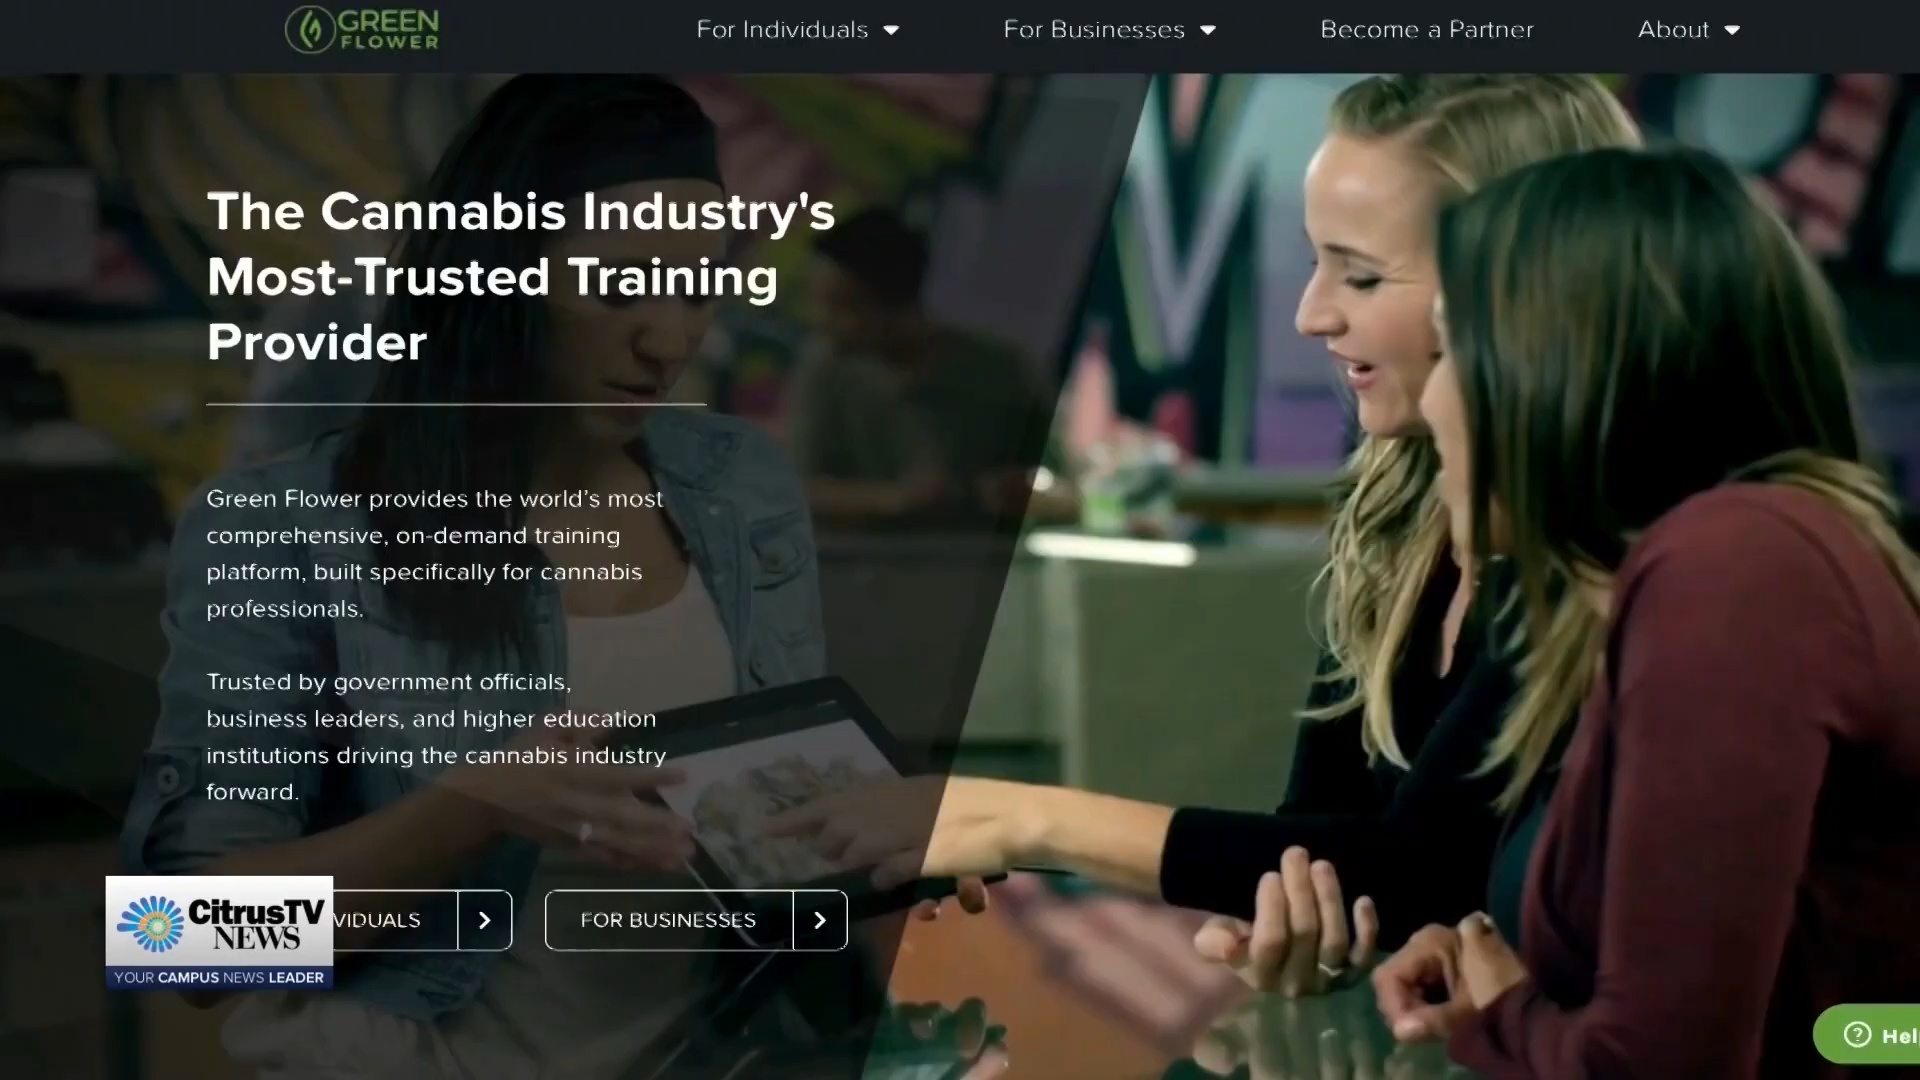 GREEN
FLOWER
For Individuals
For Businesses
Become a Partner
About
The Cannabis Industry's
Most-Trusted Training
Provider
Green Flower provides the world's most
comprehensive, on-demand training
platform, built specifically for cannabis
professionals.
Trusted by government officials,
business leaders, and higher education
institutions driving the cannabis industry
forward.
VIDUALS
FOR BUSINESSES
CitrusTV
NEWS
YOUR CAMPUS NEWS LEADER
? Hel